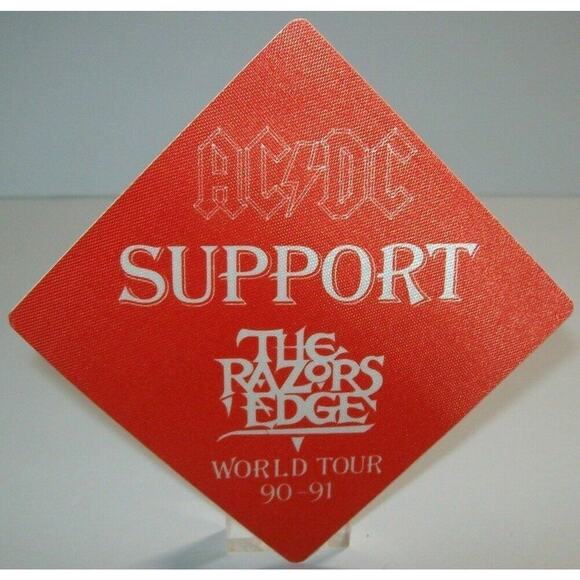 AC⚡DC
SUPPORT
THE
RAZORS
EDGE
WORLD TOUR
90-91